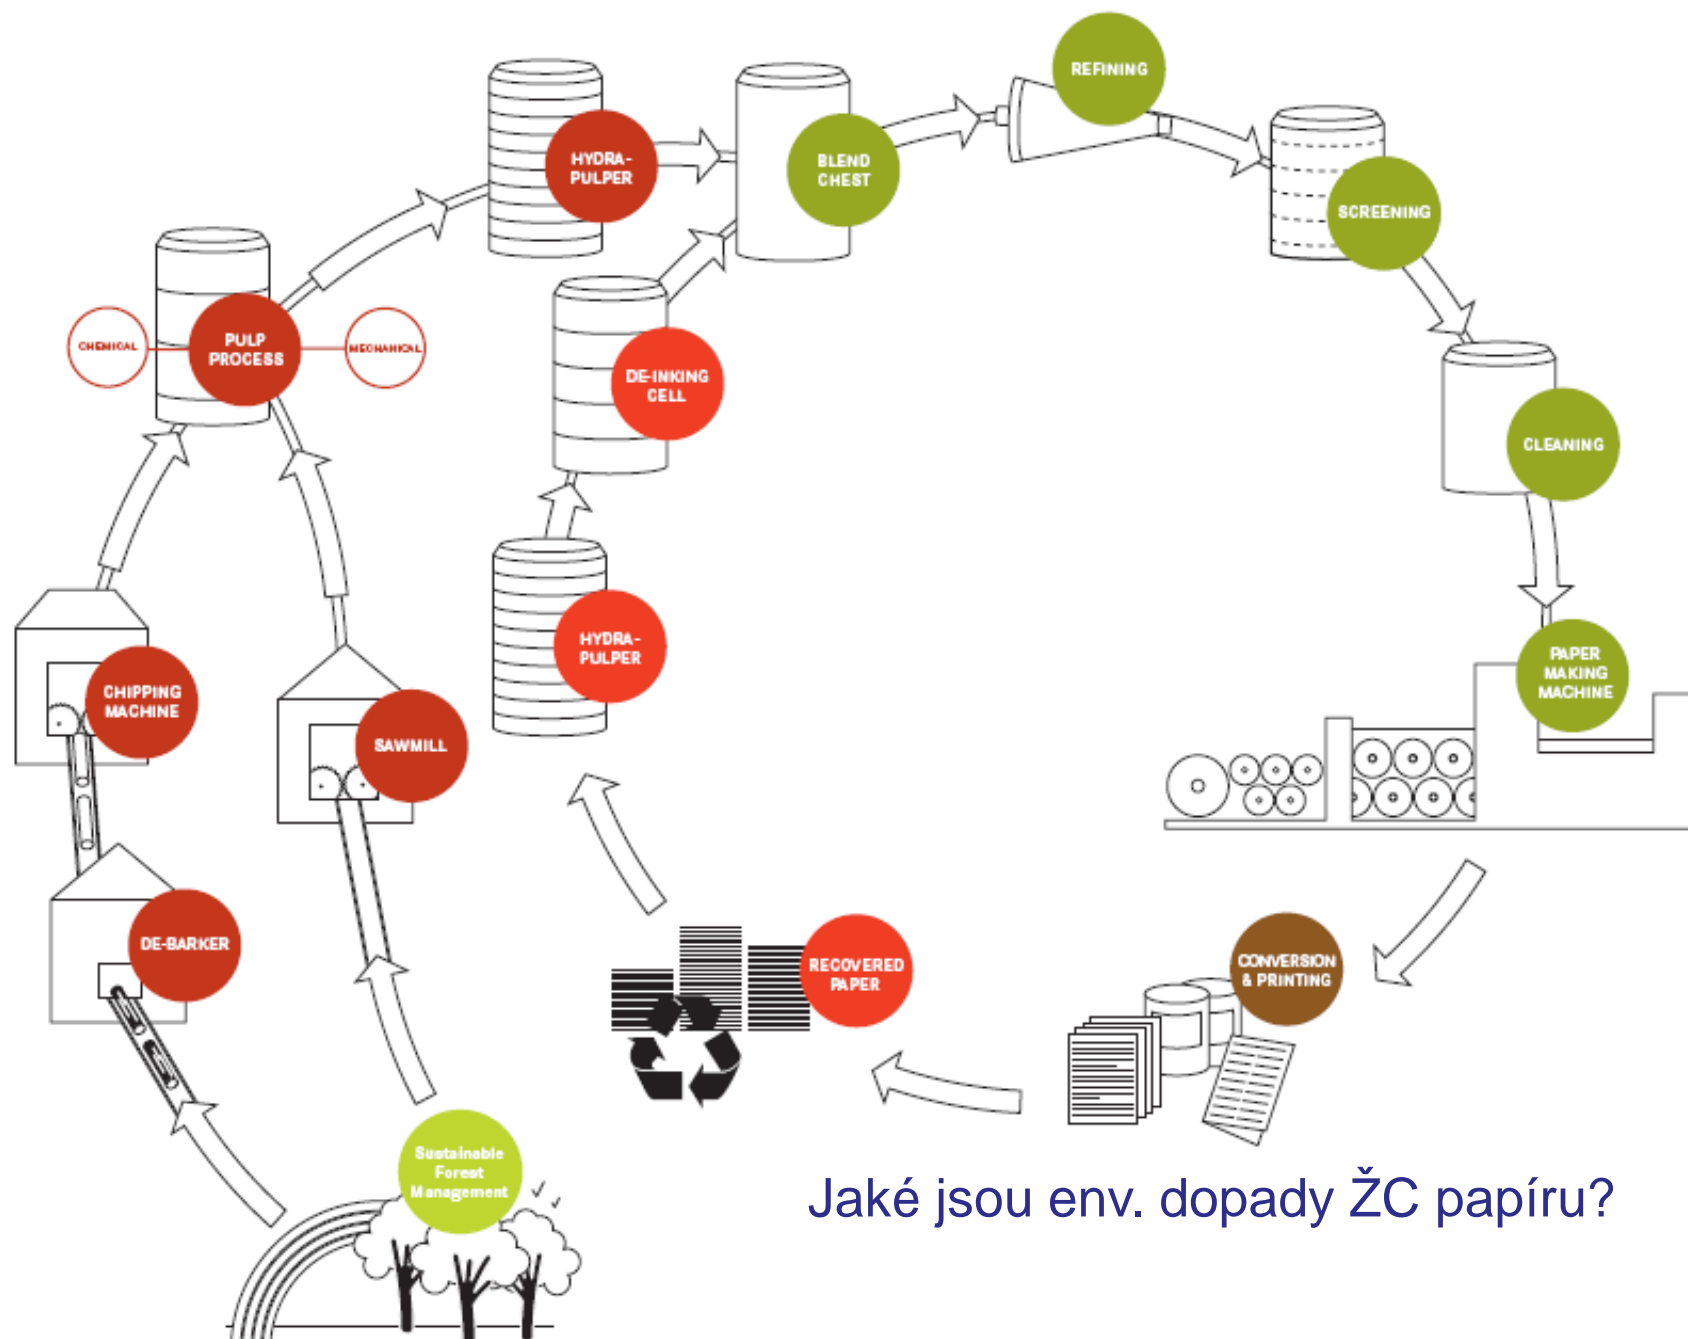 REFINING
HYDRA-
PULPER
BLEND
CHEST
SCREENING
CHEMICAL
PULP
PROCESS
MECHANICAL
DE-INKING
CELL
CLEANING
HYDRA-
PULPER
PAPER
MAKING
MACHINE
CHIPPING
MACHINE
SAWMILL
DE-BARKER
RECOVERED
PAPER
CONVERSION
& PRINTING
Sustainable
Forest
Management
Jaké jsou env. dopady ŽC papíru?